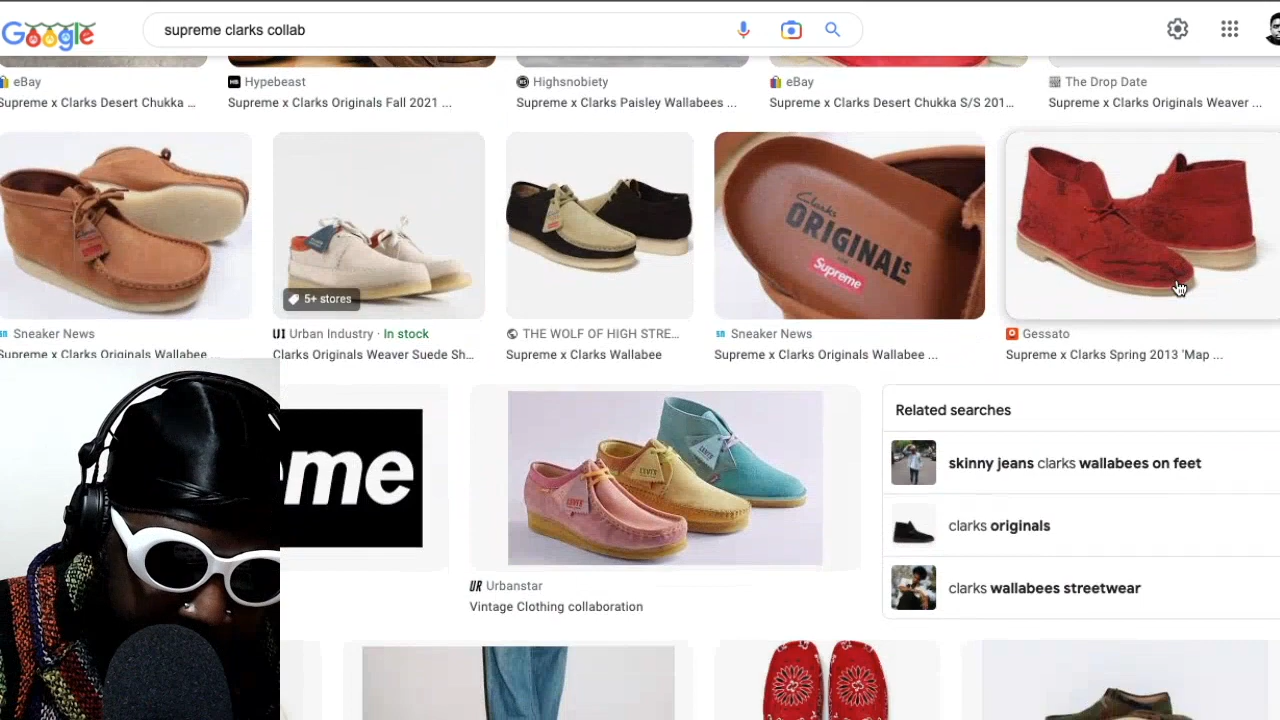 Google
supreme clarks collab
eBay
Hypebeast
Highsnobiety
eBay
The Drop Date
Supreme x Clarks Desert Chukka ...
Supreme x Clarks Originals Fall 2021 ...
Supreme x Clarks Paisley Wallabees ...
Supreme x Clarks Desert Chukka S/S 201...
Supreme x Clarks Originals Weaver ...
5+ stores
Clarks
ORIGINALS
Supreme
Sneaker News
Urban Industry · In stock
THE WOLF OF HIGH STRE...
Sneaker News
Gessato
Supreme x Clarks Originals Wallabee ...
Clarks Originals Weaver Suede Sh...
Supreme x Clarks Wallabee
Supreme x Clarks Originals Wallabee ...
Supreme x Clarks Spring 2013 'Map ...
eme
Related searches
skinny jeans clarks wallabees on feet
clarks originals
clarks wallabees streetwear
Urbanstar
Vintage Clothing collaboration